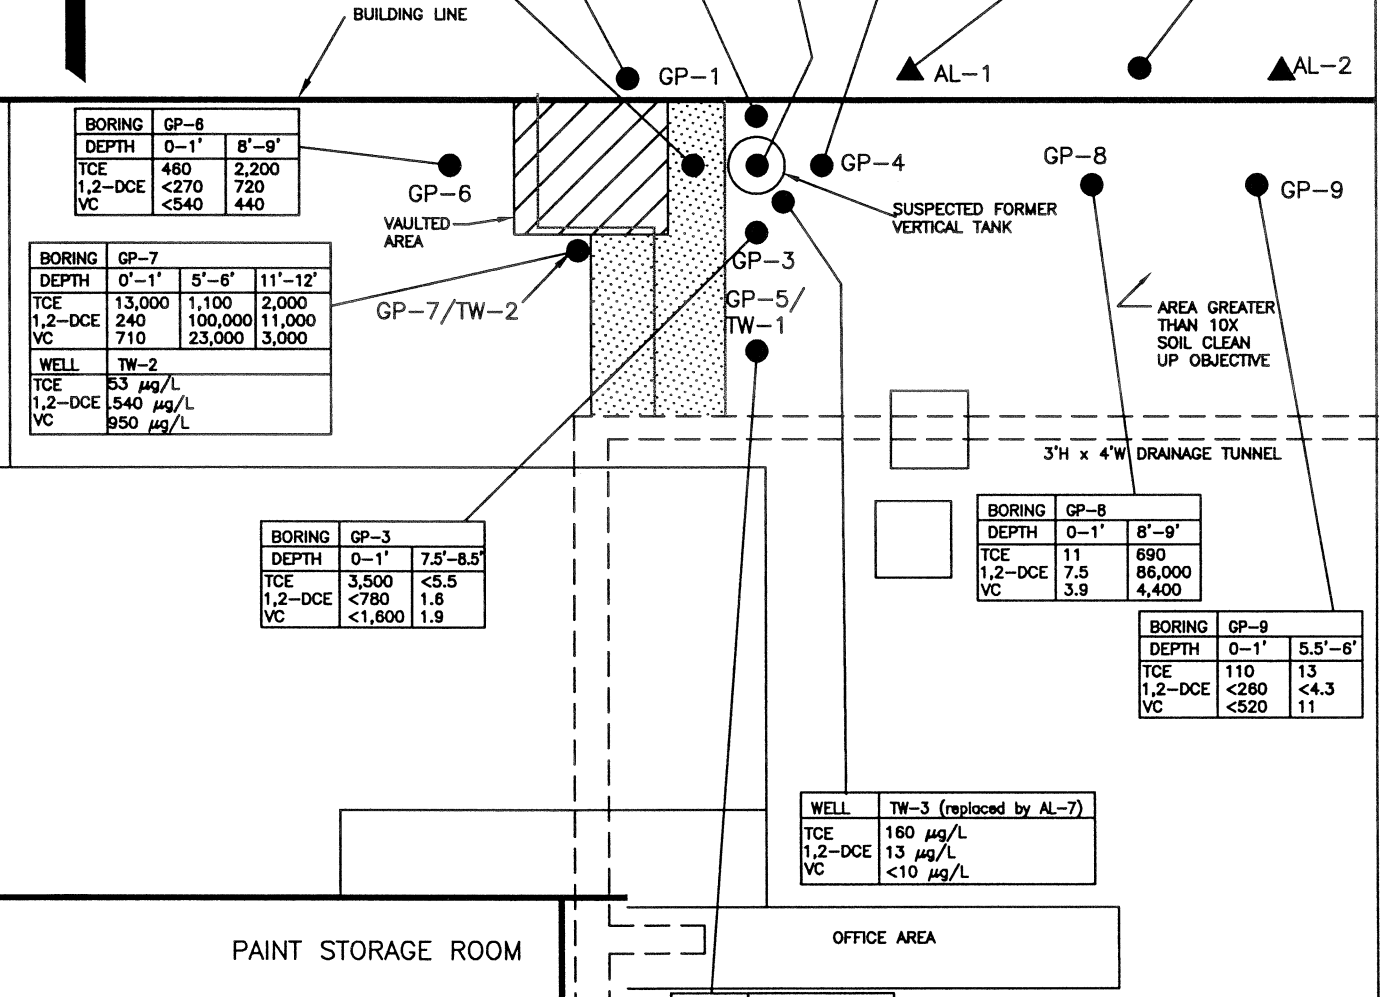 BUILDING LINE
GP-1
AL-1
AL-2
BORING GP-6
DEPTH 0-1' 8'-9'
TCE 460 2,200
1,2-DCE <270 720
VC <540 440
GP-6
VAULTED
AREA
GP-4
SUSPECTED FORMER
VERTICAL TANK
GP-8
GP-9
BORING GP-7
DEPTH 0'-1' 5'-6' 11'-12'
TCE 13,000 1,100 2,000
1,2-DCE 240 100,000 11,000
VC 710 23,000 3,000
WELL TW-2
TCE 53 µg/L
1,2-DCE .540 µg/L
VC 950 µg/L
GP-7/TW-2
GP-3
GP-5/
TW-1
AREA GREATER
THAN 10X
SOIL CLEAN
UP OBJECTIVE
3'H x 4'W DRAINAGE TUNNEL
BORING GP-3
DEPTH 0-1' 7.5'-8.5'
TCE 3,500 <5.5
1,2-DCE <780 1.6
VC <1,600 1.9
BORING GP-8
DEPTH 0-1' 8'-9'
TCE 11 690
1,2-DCE 7.5 86,000
VC 3.9 4,400
BORING GP-9
DEPTH 0-1' 5.5'-6'
TCE 110 13
1,2-DCE <260 <4.3
VC <520 11
WELL TW-3 (replaced by AL-7)
TCE 160 µg/L
1,2-DCE 13 µg/L
VC <10 µg/L
PAINT STORAGE ROOM
OFFICE AREA